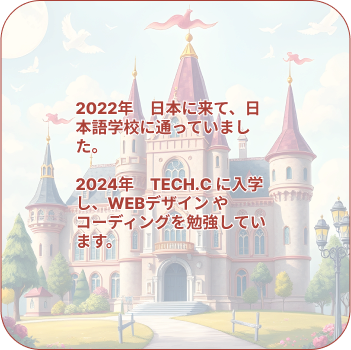 2022年　日本に来て、日
本語学校に通っていまし
た。
2024年　TECH.C に入学
し、WEBデザイン や
コーディングを勉強してい
ます。